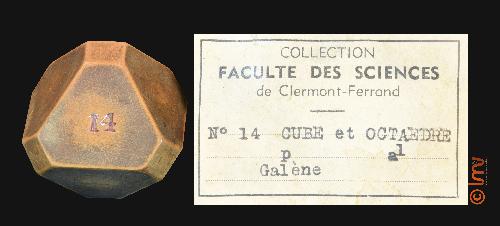 14
COLLECTION
FACULTE DES SCIENCES
de Clermont-Ferrand
N° 14 CUBE et OCTAEDRE
p a1
Galène
© lmv